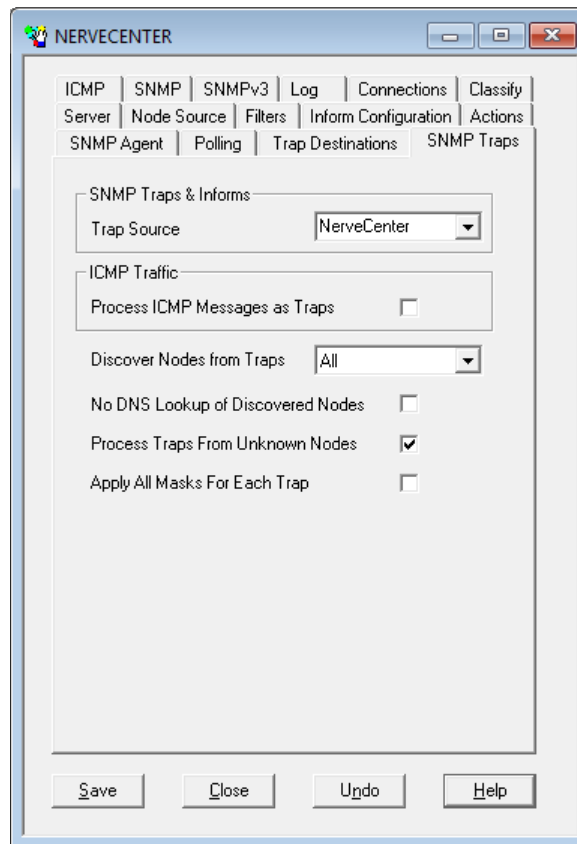 NERVECENTER
ICMP SNMP SNMPv3 Log Connections Classify
Server Node Source Filters Inform Configuration Actions
SNMP Agent Polling Trap Destinations SNMP Traps
SNMP Traps & Informs
Trap Source NerveCenter
ICMP Traffic
Process ICMP Messages as Traps
Discover Nodes from Traps All
No DNS Lookup of Discovered Nodes
Process Traps From Unknown Nodes
Apply All Masks For Each Trap
Save Close Undo Help